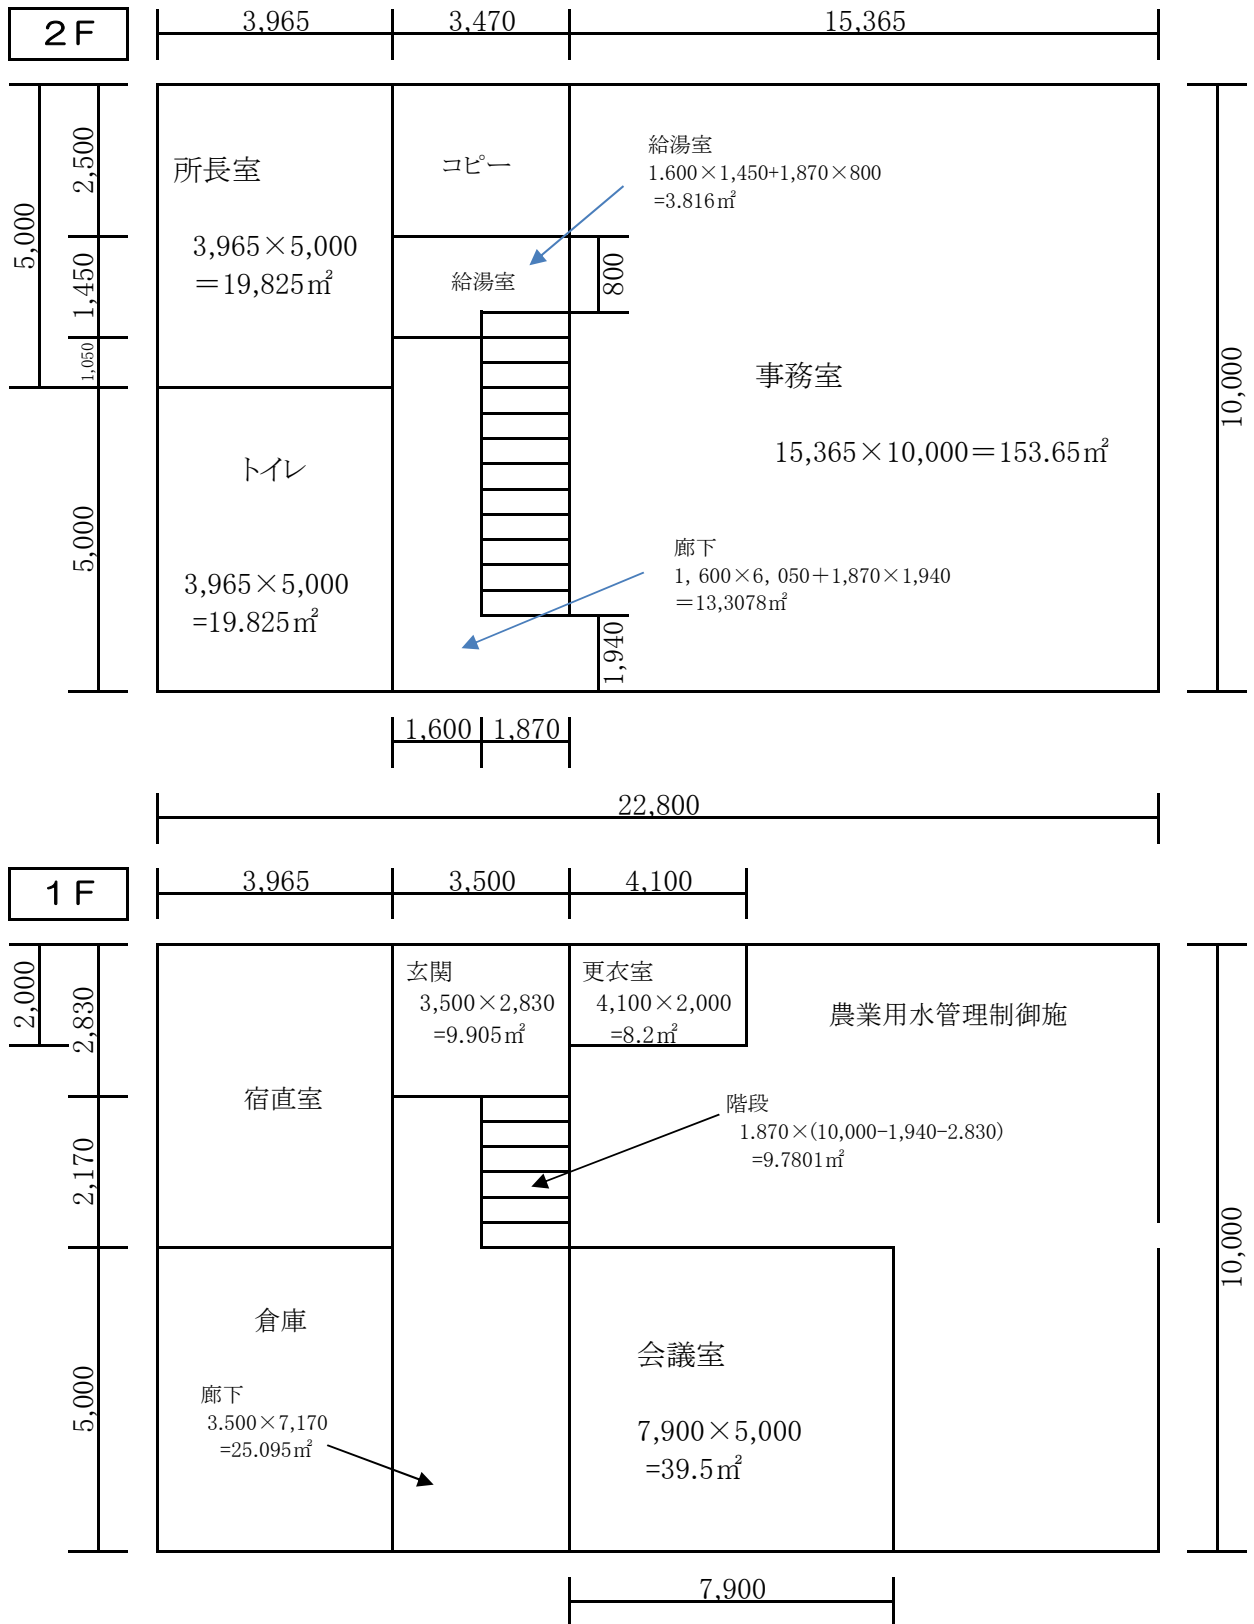 ２Ｆ
3,965
3,470
15,365
5,000
2,500
1,450
1,050
5,000
所長室
3,965×5,000
＝19,825㎡
コピー
給湯室
1.600×1,450+1,870×800
=3.816㎡
給湯室
800
事務室
15,365×10,000＝153.65㎡
10,000
トイレ
3,965×5,000
=19.825㎡
廊下
1, 600×6, 050＋1,870×1,940
＝13,3078㎡
1,940
1,600
1,870
22,800
１Ｆ
3,965
3,500
4,100
2,000
2,830
2,170
5,000
玄関
3,500×2,830
=9.905㎡
更衣室
4,100×2,000
=8.2㎡
農業用水管理制御施
宿直室
階段
1.870×(10,000-1,940-2.830)
=9.7801㎡
10,000
倉庫
廊下
3.500×7,170
=25.095㎡
会議室
7,900×5,000
=39.5㎡
7,900